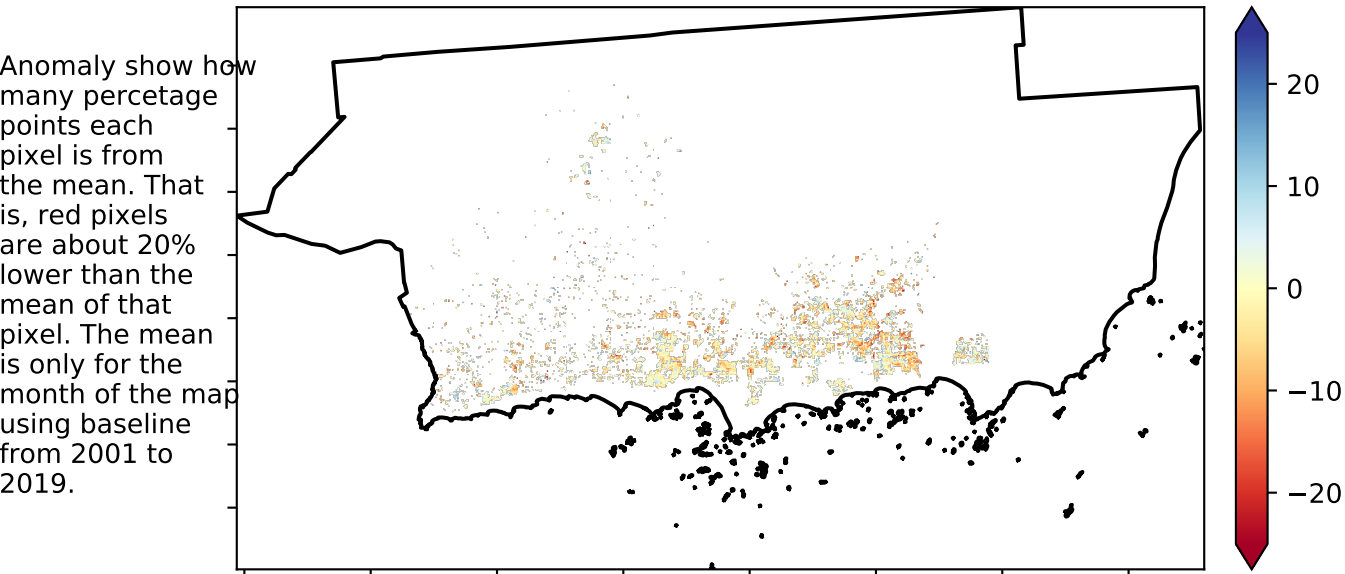 Anomaly show how
many percetage
points each
pixel is from
the mean. That
is, red pixels
are about 20%
lower than the
mean of that
pixel. The mean
is only for the
month of the map
using baseline
from 2001 to
2019.
20
10
0
−10
−20